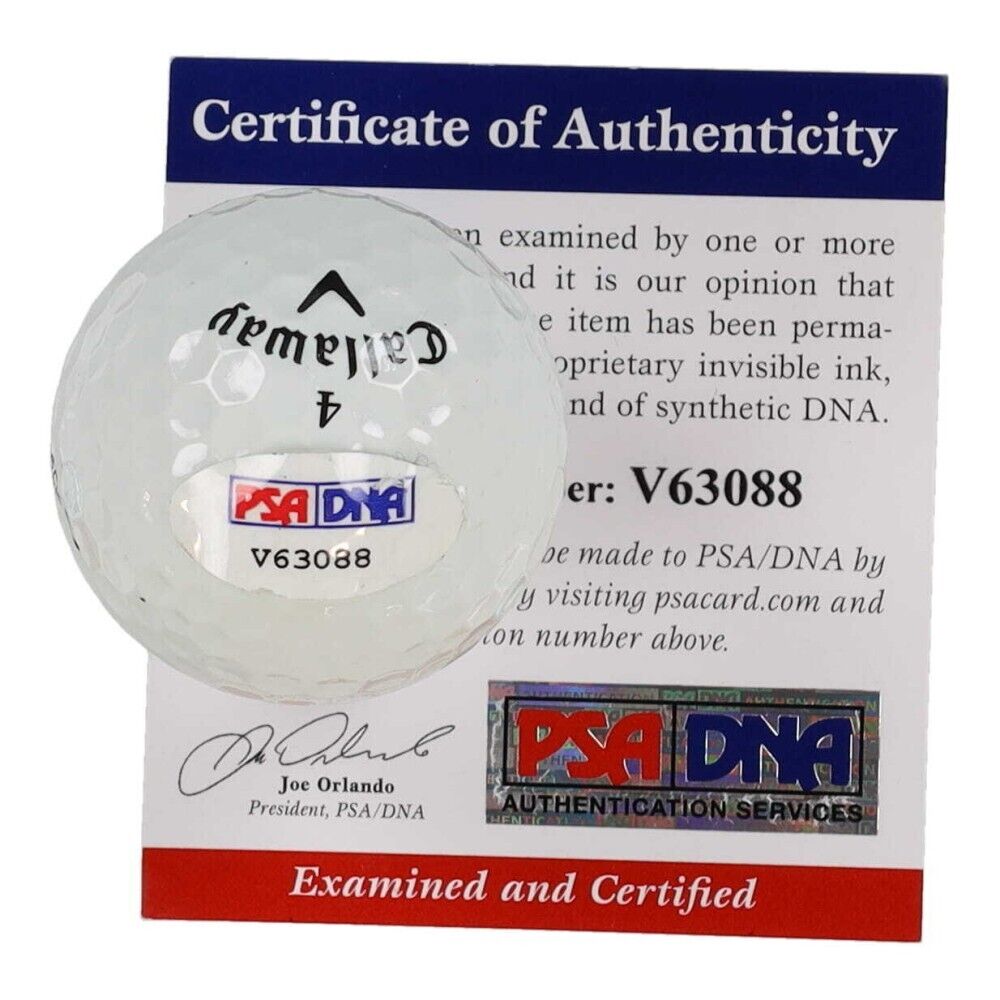 Certificate of Authenticity
n examined by one or more
nd it is our opinion that
e item has been perma-
oprietary invisible ink,
nd of synthetic DNA.
er: V63088
be made to PSA/DNA by
y visiting psacard.com and
ion number above.
Callaway
4
PSA DNA
V63088
Joe Orlando
President, PSA/DNA
PSA DNA
AUTHENTICATION SERVICES
Examined and Certified